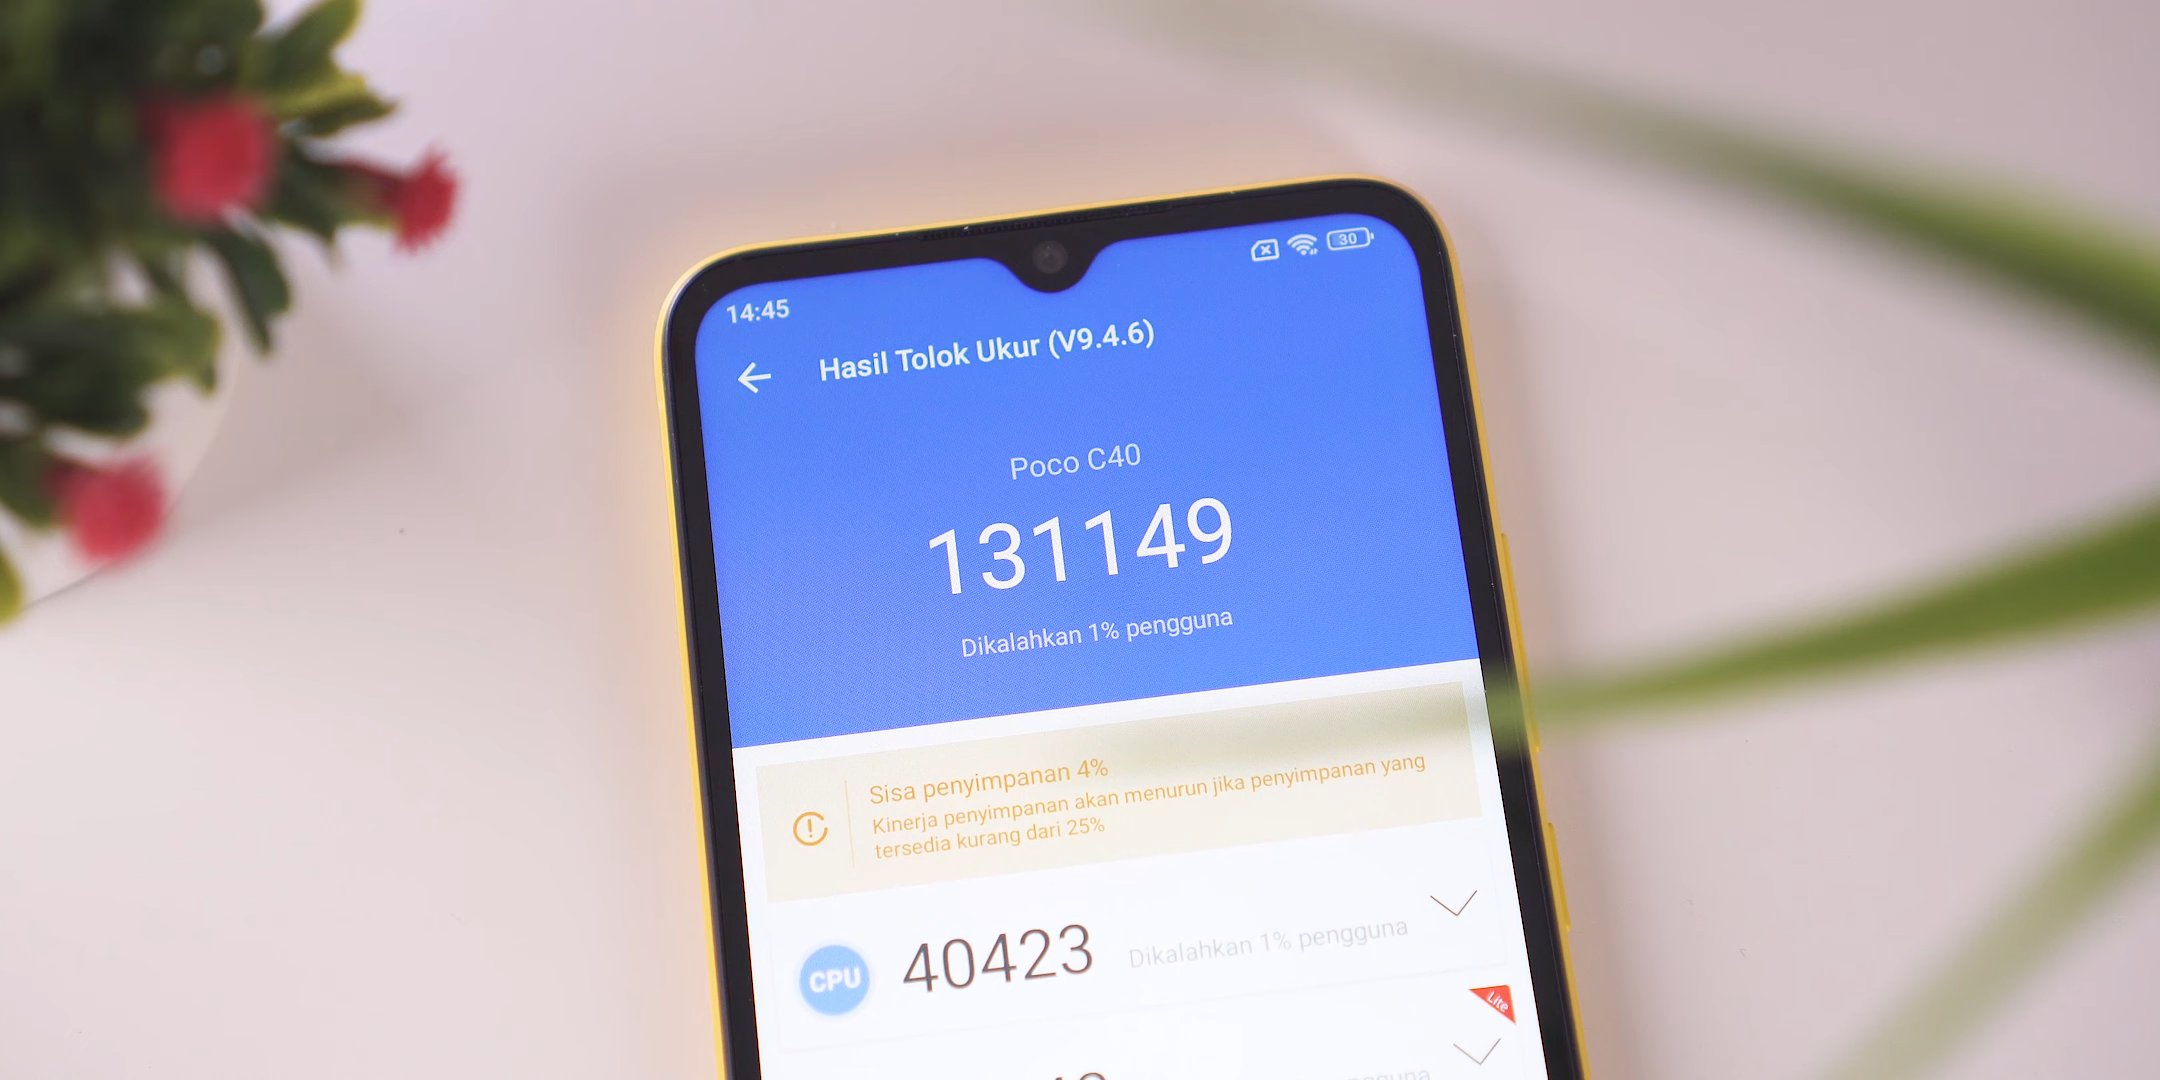 14:45
30
Hasil Tolok Ukur (V9.4.6)
Poco C40
131149
Dikalahkan 1% pengguna
Sisa penyimpanan 4%
Kinerja penyimpanan akan menurun jika penyimpanan yang
tersedia kurang dari 25%
CPU
40423
Dikalahkan 1% pengguna
Lite